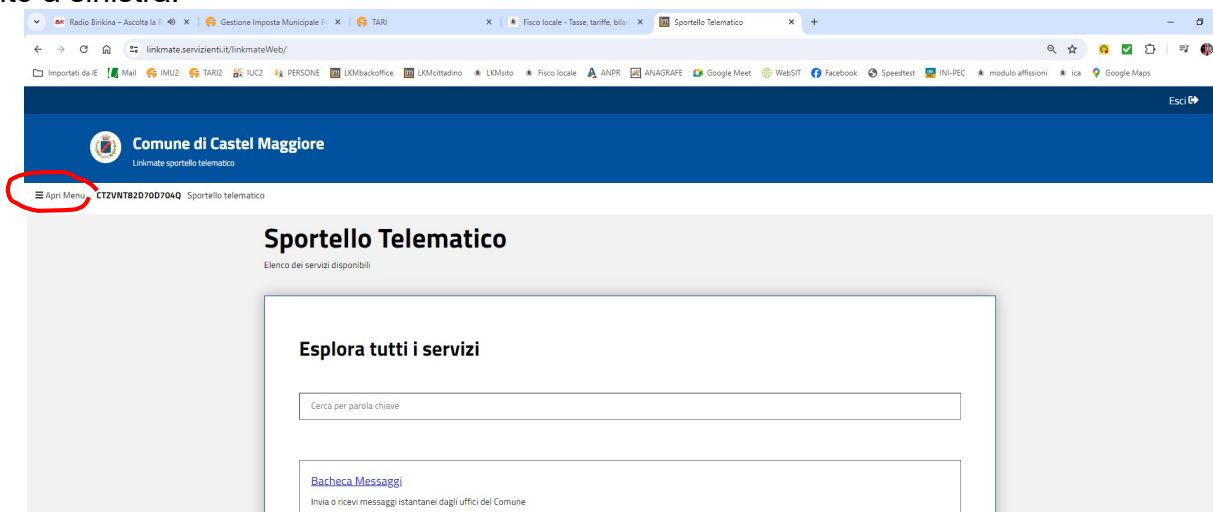 to a sinistra.
Radio Birikina – Ascolta la R
Gestione Imposta Municipale P
TARI
Fisco locale - Tasse, tariffe, bilan
Sportello Telematico
linkmate.servizienti.it/linkmateWeb/
Importati da IE Mail IMU2 TARI2 IUC2 PERSONE LKMbackoffice LKMcittadino LKMsito Fisco locale ANPR ANAGRAFE Google Meet WebSIT Facebook Speedtest INI-PEC modulo affissioni ica Google Maps
Esci
Comune di Castel Maggiore
Linkmate sportello telematico
Apri Menu CTZVNT82D70D704Q Sportello telematico
Sportello Telematico
Elenco dei servizi disponibili
Esplora tutti i servizi
Cerca per parola chiave
Bacheca Messaggi
Invia o ricevi messaggi istantanei dagli uffici del Comune